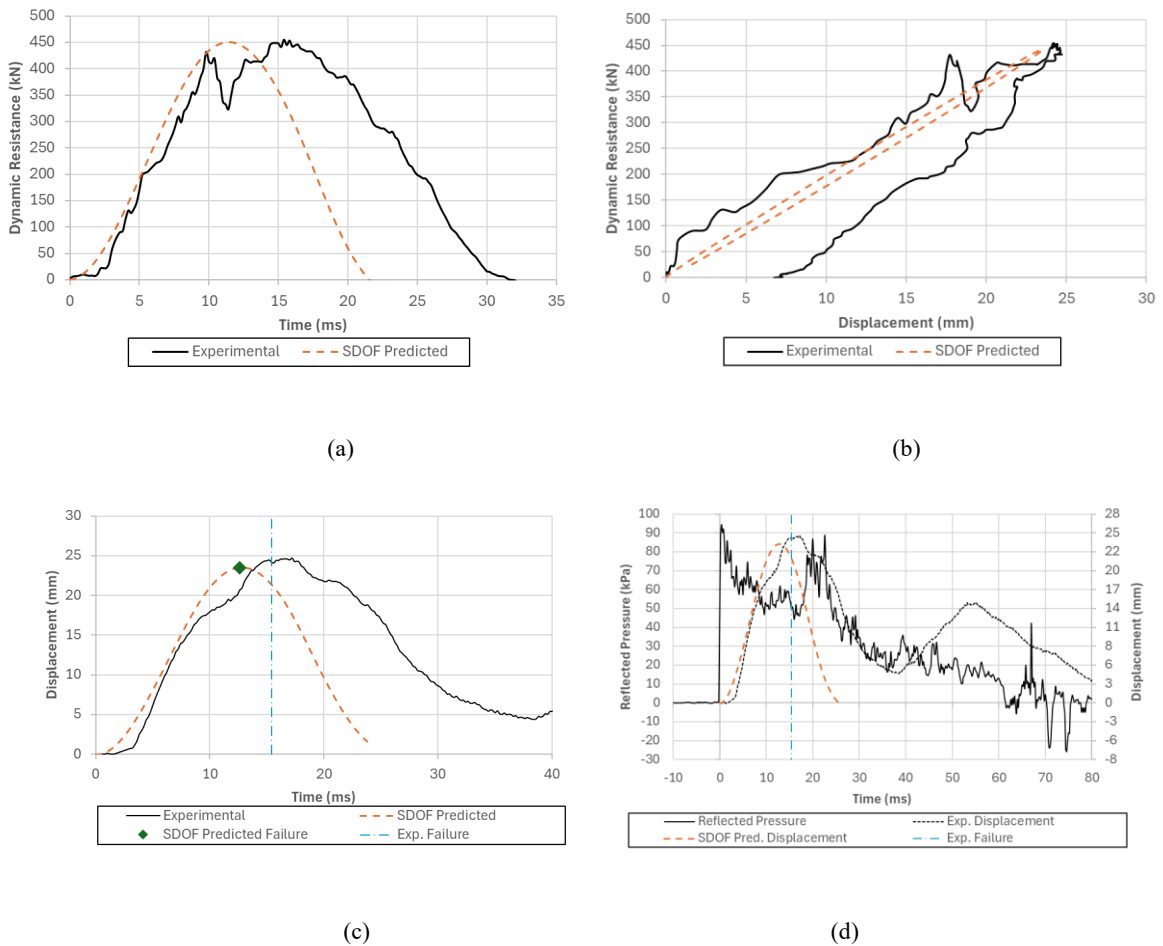 500
450
400
350
300
250
200
150
100
50
0
Dynamic Resistance (kN)
0 5 10 15 20 25 30 35
Time (ms)
Experimental SDOF Predicted
(a)
500
450
400
350
300
250
200
150
100
50
0
Dynamic Resistance (kN)
0 5 10 15 20 25 30
Displacement (mm)
Experimental SDOF Predicted
(b)
30
25
20
15
10
5
0
Displacement (mm)
0 10 20 30 40
Time (ms)
Experimental SDOF Predicted
SDOF Predicted Failure Exp. Failure
(c)
100
90
80
70
60
50
40
30
20
10
0
-10
-20
-30
Reflected Pressure (kPa)
28
25
22
20
17
14
11
8
6
3
0
-3
-6
-8
Displacement (mm)
-10 0 10 20 30 40 50 60 70 80
Time (ms)
Reflected Pressure Exp. Displacement
SDOF Pred. Displacement Exp. Failure
(d)